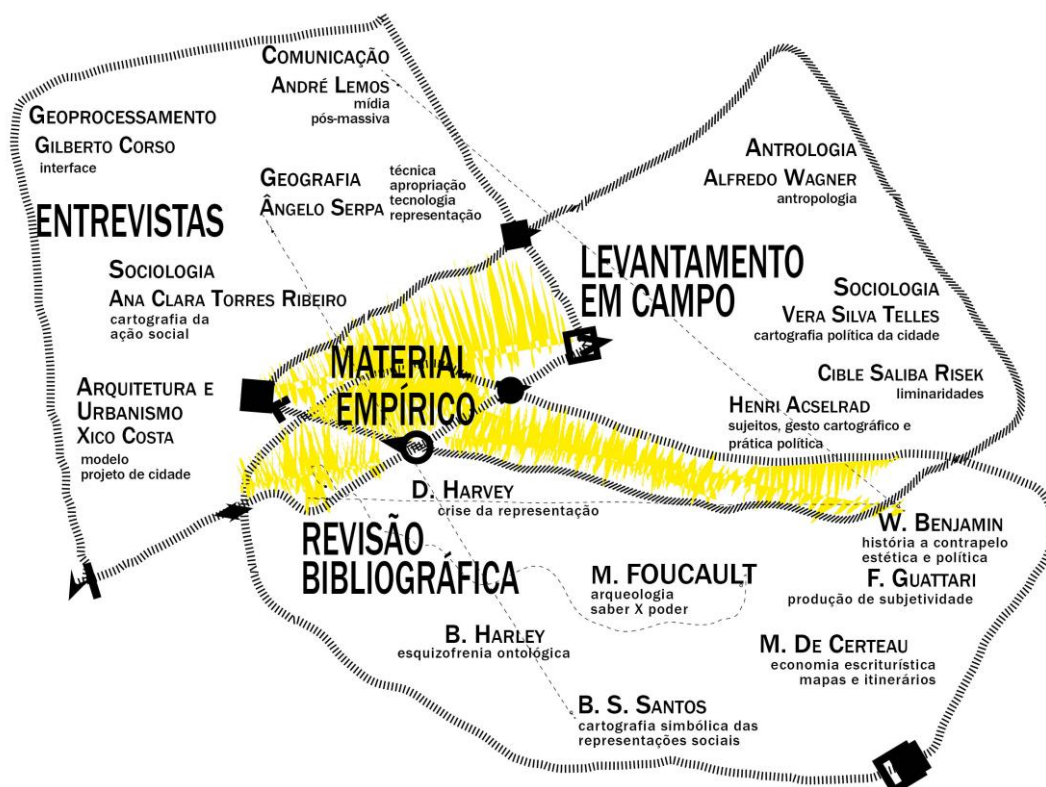 COMUNICAÇÃO
ANDRÉ LEMOS
mídia
pós-massiva
GEOPROCESSAMENTO
GILBERTO CORSO
interface
GEOGRAFIA
ÂNGELO SERPA
técnica
apropriação
tecnologia
representação
ENTREVISTAS
SOCIOLOGIA
ANA CLARA TORRES RIBEIRO
cartografia da
ação social
ARQUITETURA E
URBANISMO
XICO COSTA
modelo
projeto de cidade
MATERIAL
EMPÍRICO
LEVANTAMENTO
EM CAMPO
ANTROLOGIA
ALFREDO WAGNER
antropologia
SOCIOLOGIA
VERA SILVA TELLES
cartografia política da cidade
CIBLE SALIBA RISEK
liminaridades
HENRI ACSELRAD
sujeitos, gesto cartográfico e
prática política
REVISÃO
BIBLIOGRÁFICA
D. HARVEY
crise da representação
W. BENJAMIN
história a contrapelo
estética e política
F. GUATTARI
produção de subjetividade
M. FOUCAULT
arqueologia
saber X poder
B. HARLEY
esquizofrenia ontológica
M. DE CERTEAU
economia escriturística
mapas e itinerários
B. S. SANTOS
cartografia simbólica das
representações sociais